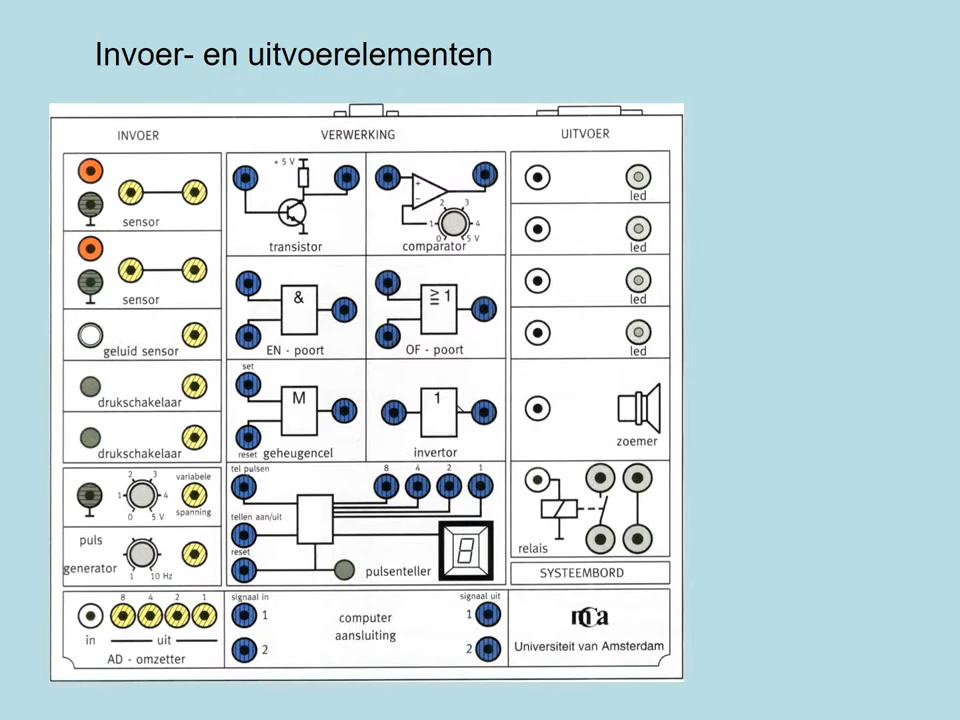 Invoer- en uitvoerelementen
INVOER
VERWERKING
UITVOER
sensor
sensor
geluid sensor
drukschakelaar
drukschakelaar
2 3
1 4
0 5 V
variabele
spanning
puls
generator
1 10 Hz
8 4 2 1
in uit
AD - omzetter
+ 5 V
transistor
+
-
2 3
1 4
0 5 V
comparator
&
EN - poort
≥ 1
OF - poort
set
M
reset geheugencel
1
invertor
tel pulsen
8 4 2 1
tellen aan/uit
reset
8
pulsenteller
signaal in
1
2
computer
aansluiting
signaal uit
1
2
led
led
led
led
zoemer
relais
SYSTEEMBORD
mca
Universiteit van Amsterdam